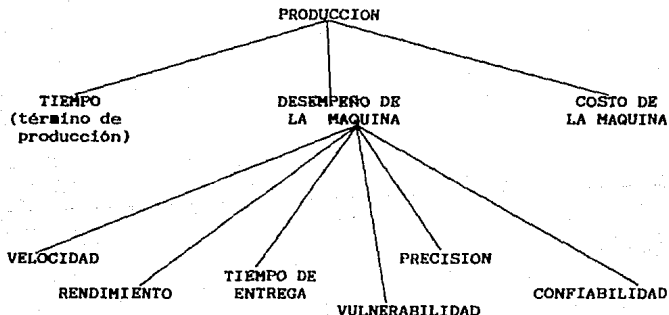 PRODUCCION
TIEMPO
(término de
producción)
DESEMPEÑO DE
LA MAQUINA
COSTO DE
LA MAQUINA
VELOCIDAD
RENDIMIENTO
TIEMPO DE
ENTREGA
VULNERABILIDAD
PRECISION
CONFIABILIDAD